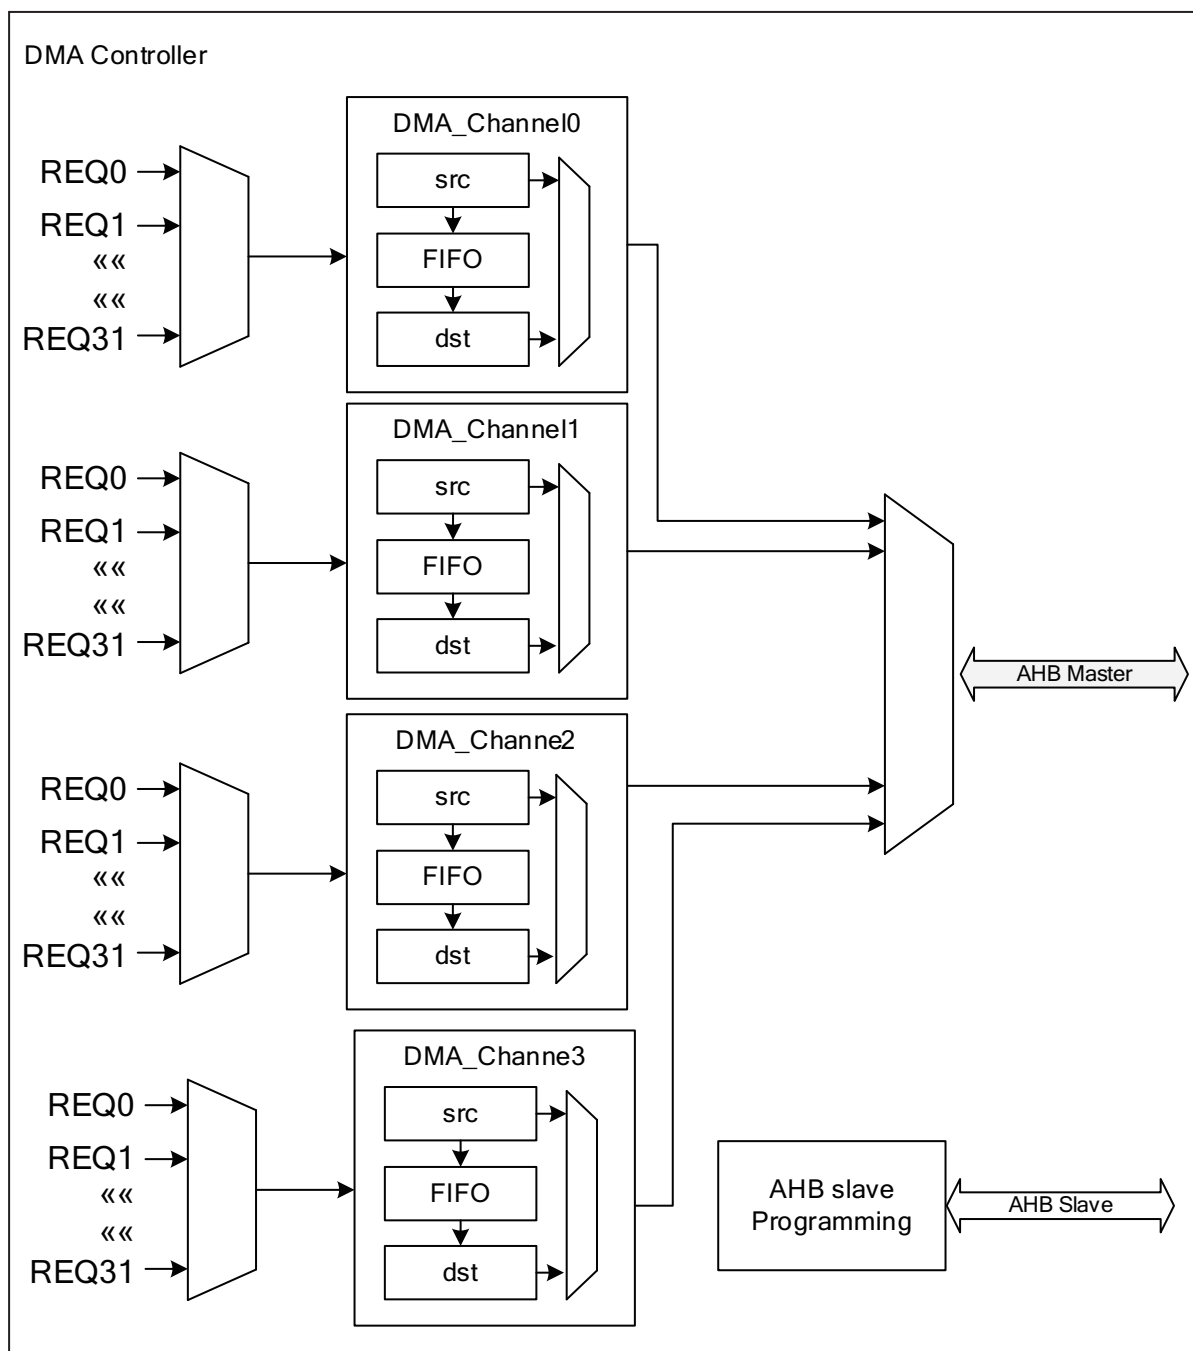 DMA Controller
DMA_Channel0
REQ0
REQ1
««
««
REQ31
src
FIFO
dst
DMA_Channel1
REQ0
REQ1
««
««
REQ31
src
FIFO
dst
AHB Master
DMA_Channe2
REQ0
REQ1
««
««
REQ31
src
FIFO
dst
DMA_Channe3
REQ0
REQ1
««
««
REQ31
src
FIFO
dst
AHB slave
Programming
AHB Slave